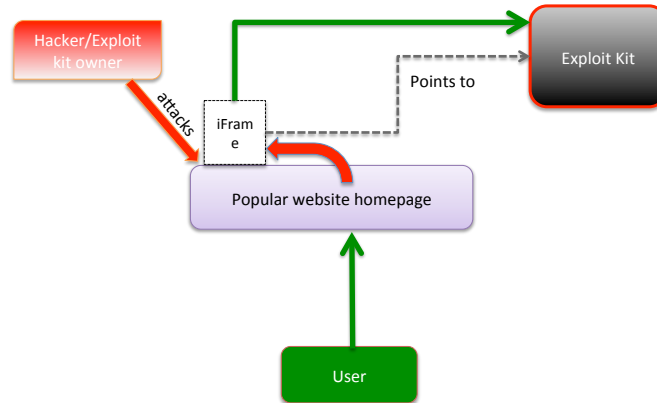 Hacker/Exploit
kit owner
Exploit Kit
attacks
Points to
iFram
e
Popular website homepage
User